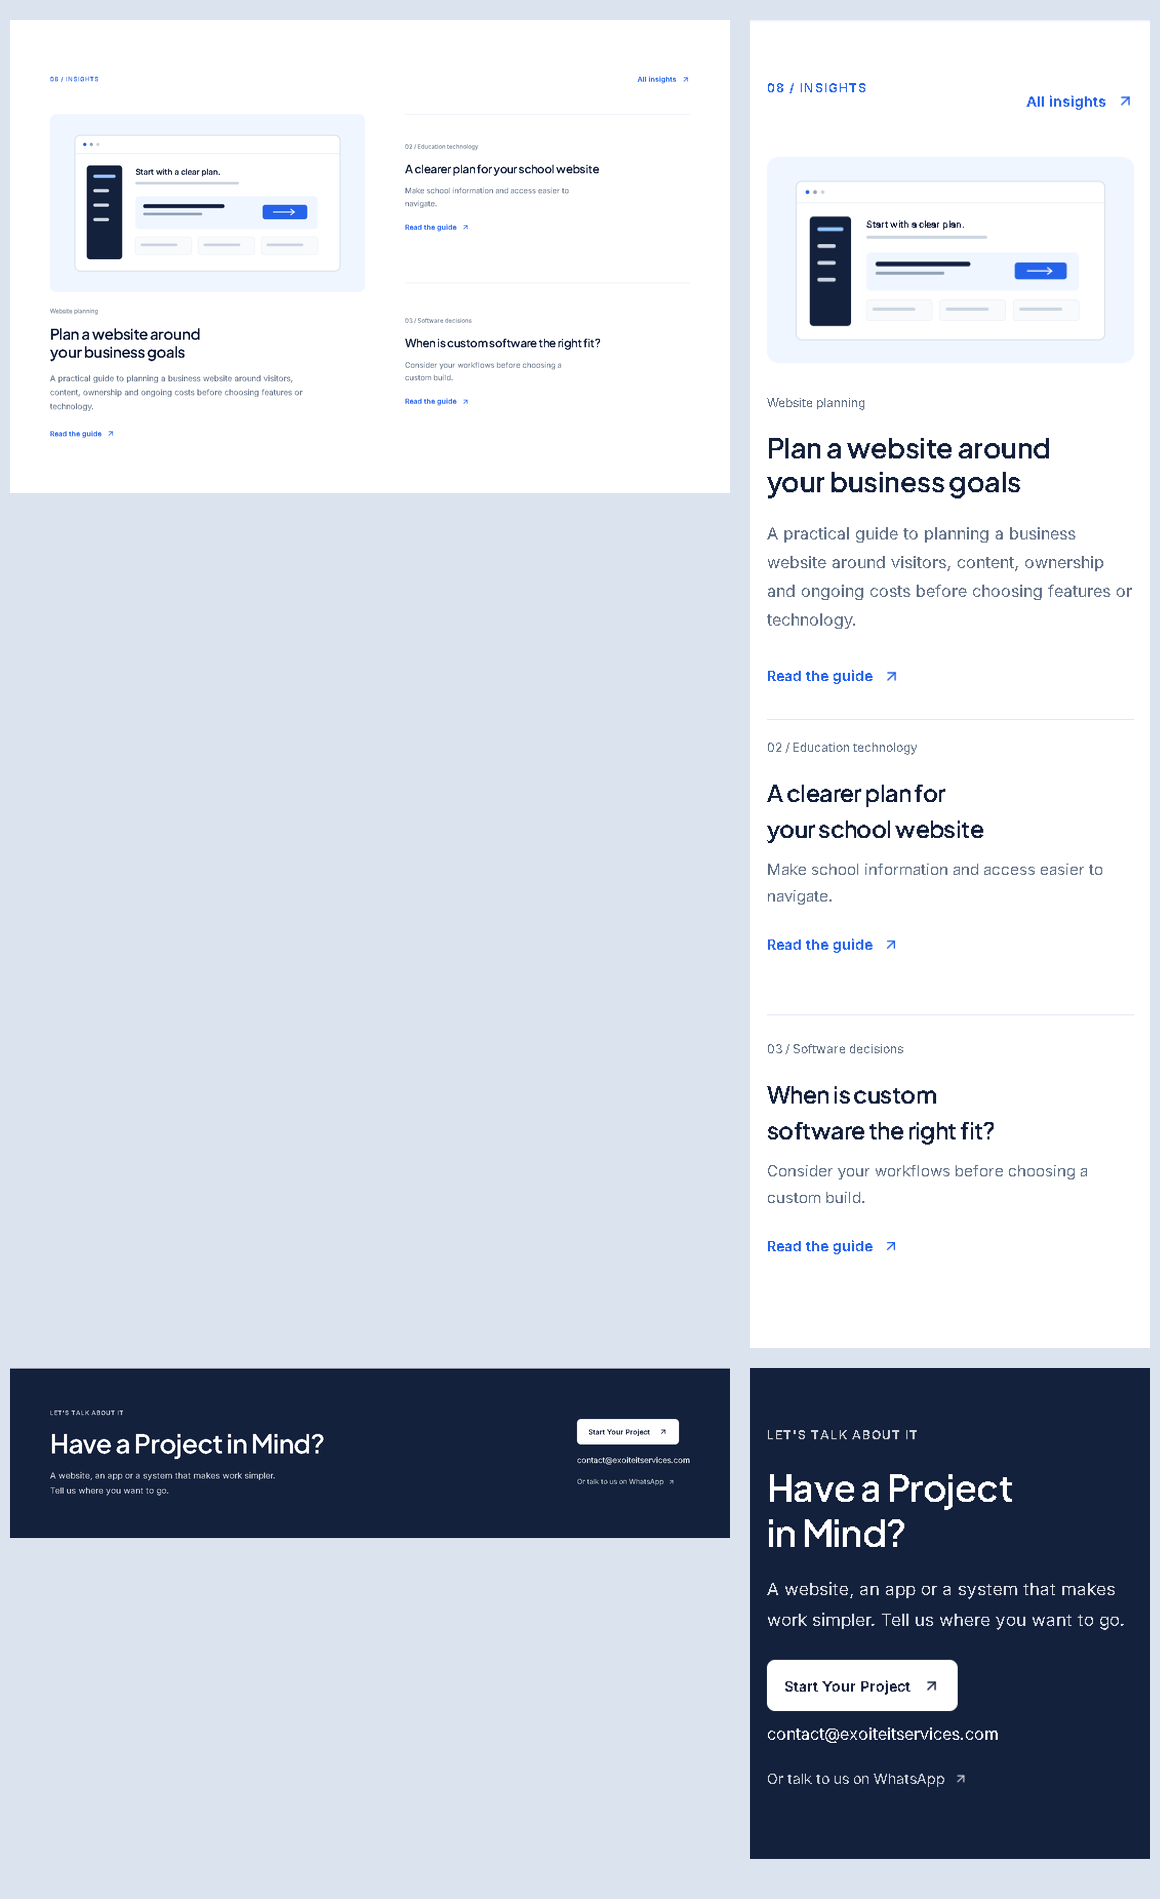 08 / INSIGHTS
All insights
Start with a clear plan.
Website planning
Plan a website around
your business goals
A practical guide to planning a business website around visitors,
content, ownership and ongoing costs before choosing features or
technology.
Read the guide
02 / Education technology
A clearer plan for your school website
Make school information and access easier to
navigate.
Read the guide
03 / Software decisions
When is custom software the right fit?
Consider your workflows before choosing a
custom build.
Read the guide
08 / INSIGHTS
All insights
Start with a clear plan.
Website planning
Plan a website around
your business goals
A practical guide to planning a business
website around visitors, content, ownership
and ongoing costs before choosing features or
technology.
Read the guide
02 / Education technology
A clearer plan for
your school website
Make school information and access easier to
navigate.
Read the guide
03 / Software decisions
When is custom
software the right fit?
Consider your workflows before choosing a
custom build.
Read the guide
LET'S TALK ABOUT IT
Have a Project in Mind?
A website, an app or a system that makes work simpler.
Tell us where you want to go.
Start Your Project
contact@exoiteitservices.com
Or talk to us on WhatsApp
LET'S TALK ABOUT IT
Have a Project
in Mind?
A website, an app or a system that makes
work simpler. Tell us where you want to go.
Start Your Project
contact@exoiteitservices.com
Or talk to us on WhatsApp